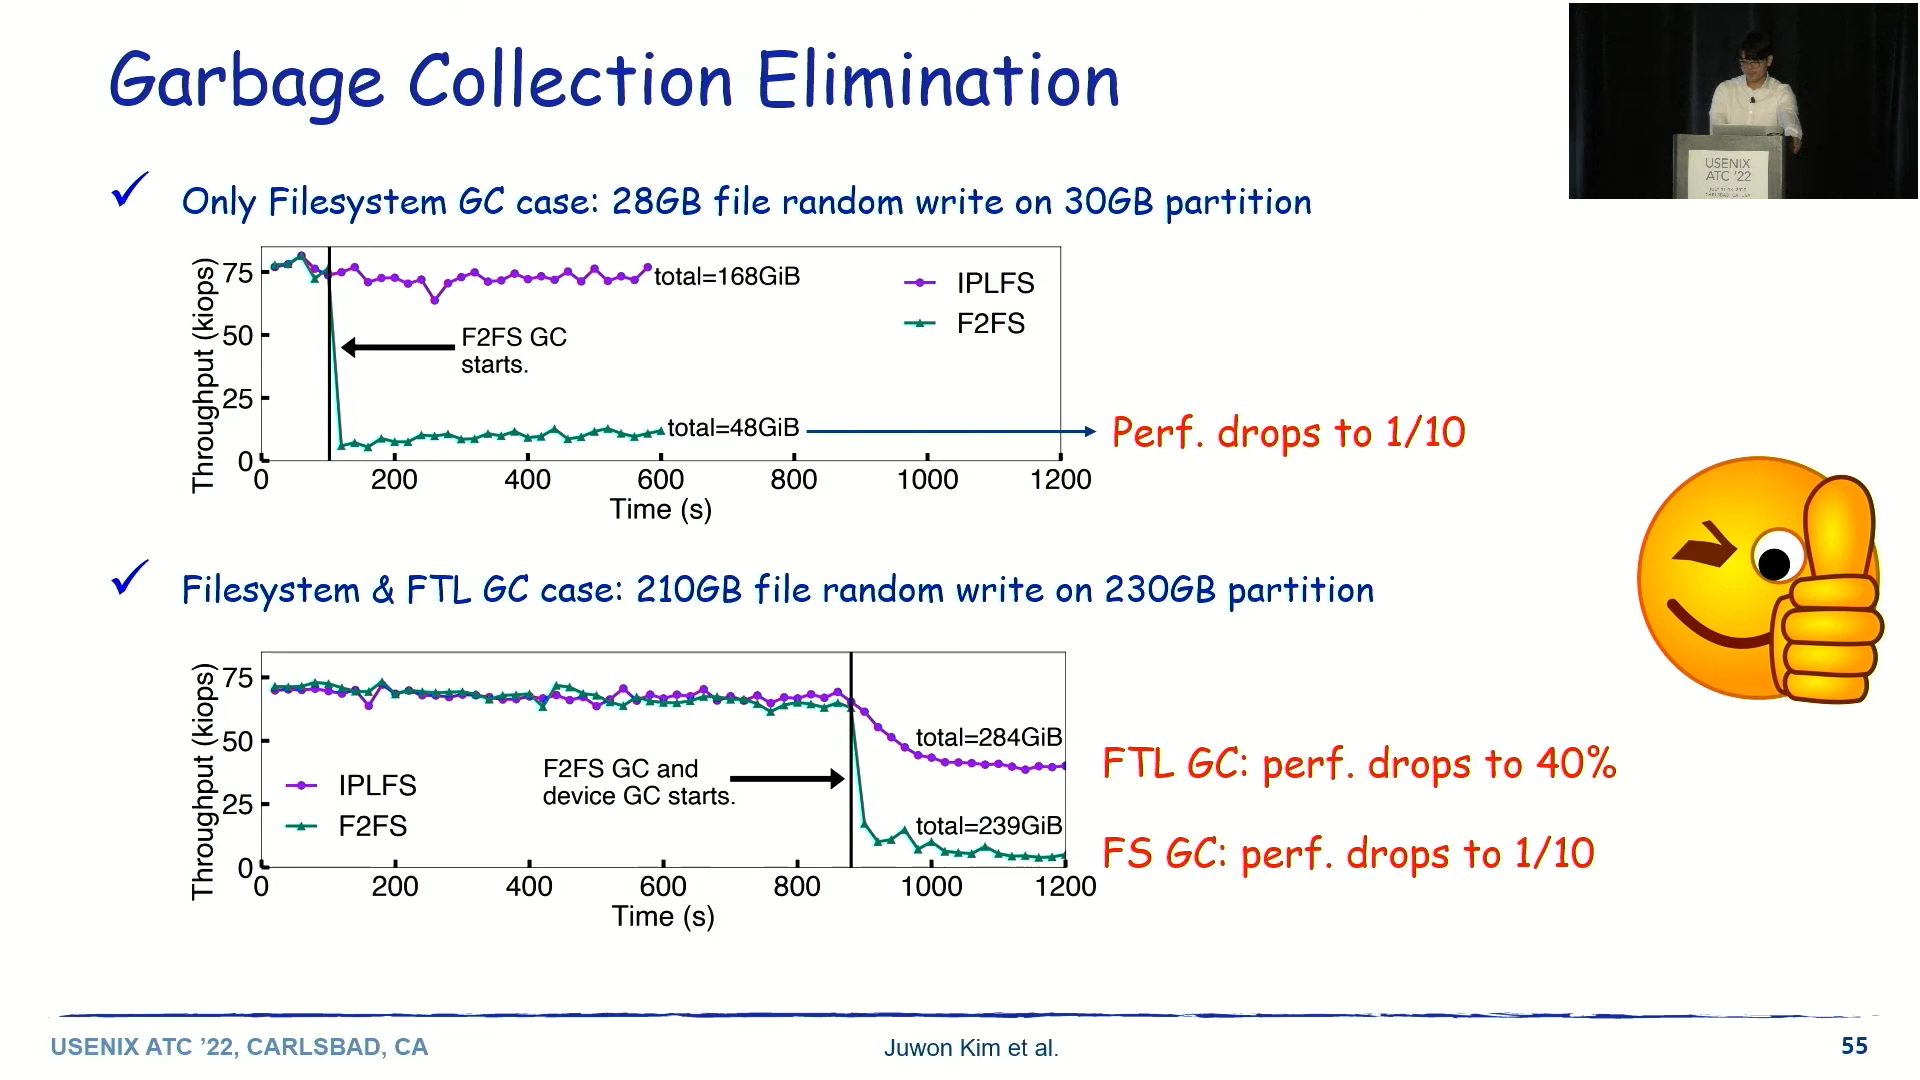 Garbage Collection Elimination
USENIX
ATC '22
✓ Only Filesystem GC case: 28GB file random write on 30GB partition
Throughput (kiops)
75
50
25
0
total=168GiB
IPLFS
F2FS
F2FS GC
starts.
total=48GiB
Perf. drops to 1/10
0 200 400 600 800 1000 1200
Time (s)
✓ Filesystem & FTL GC case: 210GB file random write on 230GB partition
Throughput (kiops)
75
50
25
0
total=284GiB
F2FS GC and
device GC starts.
IPLFS
F2FS
total=239GiB
FTL GC: perf. drops to 40%
FS GC: perf. drops to 1/10
0 200 400 600 800 1000 1200
Time (s)
USENIX ATC ’22, CARLSBAD, CA
Juwon Kim et al.
55